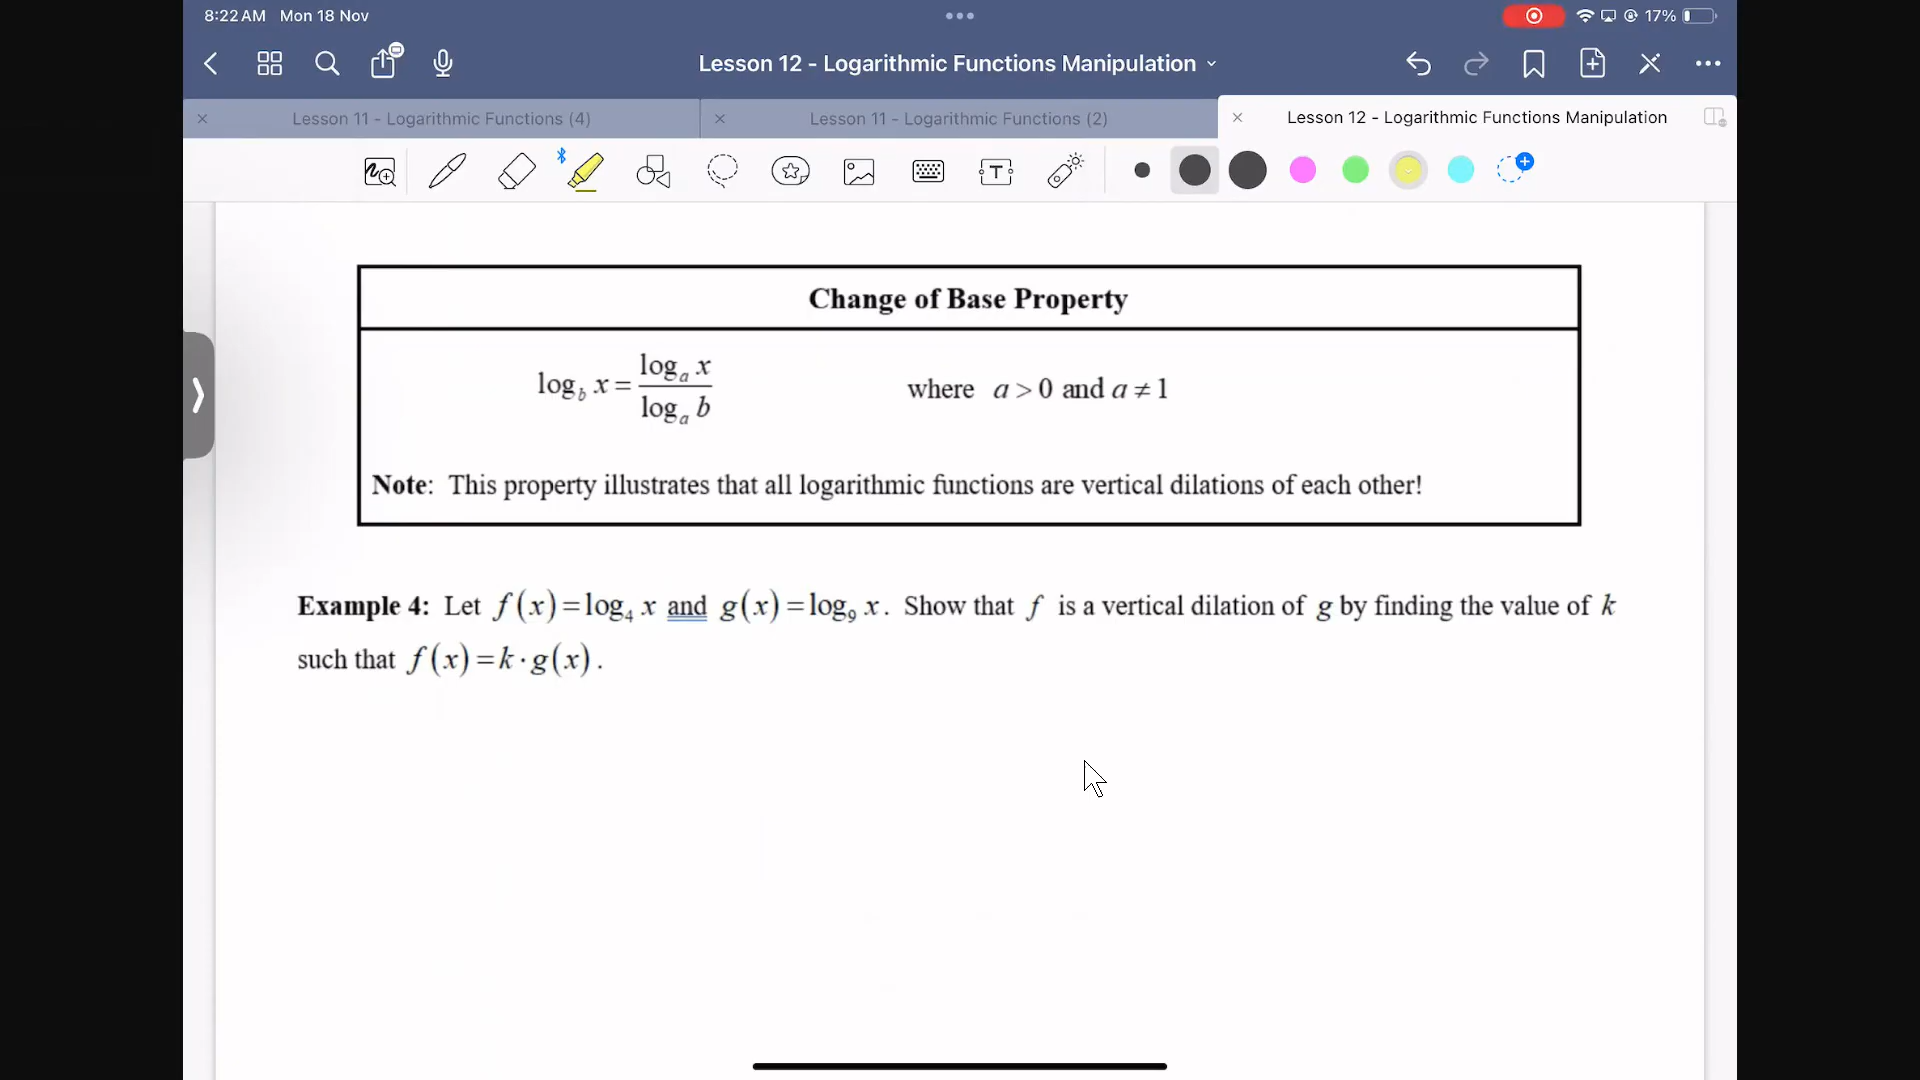 8:22 AM Mon 18 Nov
17%
Lesson 12 - Logarithmic Functions Manipulation
Lesson 11 - Logarithmic Functions (4)
Lesson 11 - Logarithmic Functions (2)
Lesson 12 - Logarithmic Functions Manipulation
Change of Base Property
log_b x = (log_a x)/(log_a b) where a > 0 and a ≠ 1
Note: This property illustrates that all logarithmic functions are vertical dilations of each other!
Example 4: Let f(x) = log₄ x and g(x) = log₉ x. Show that f is a vertical dilation of g by finding the value of k
such that f(x) = k · g(x).